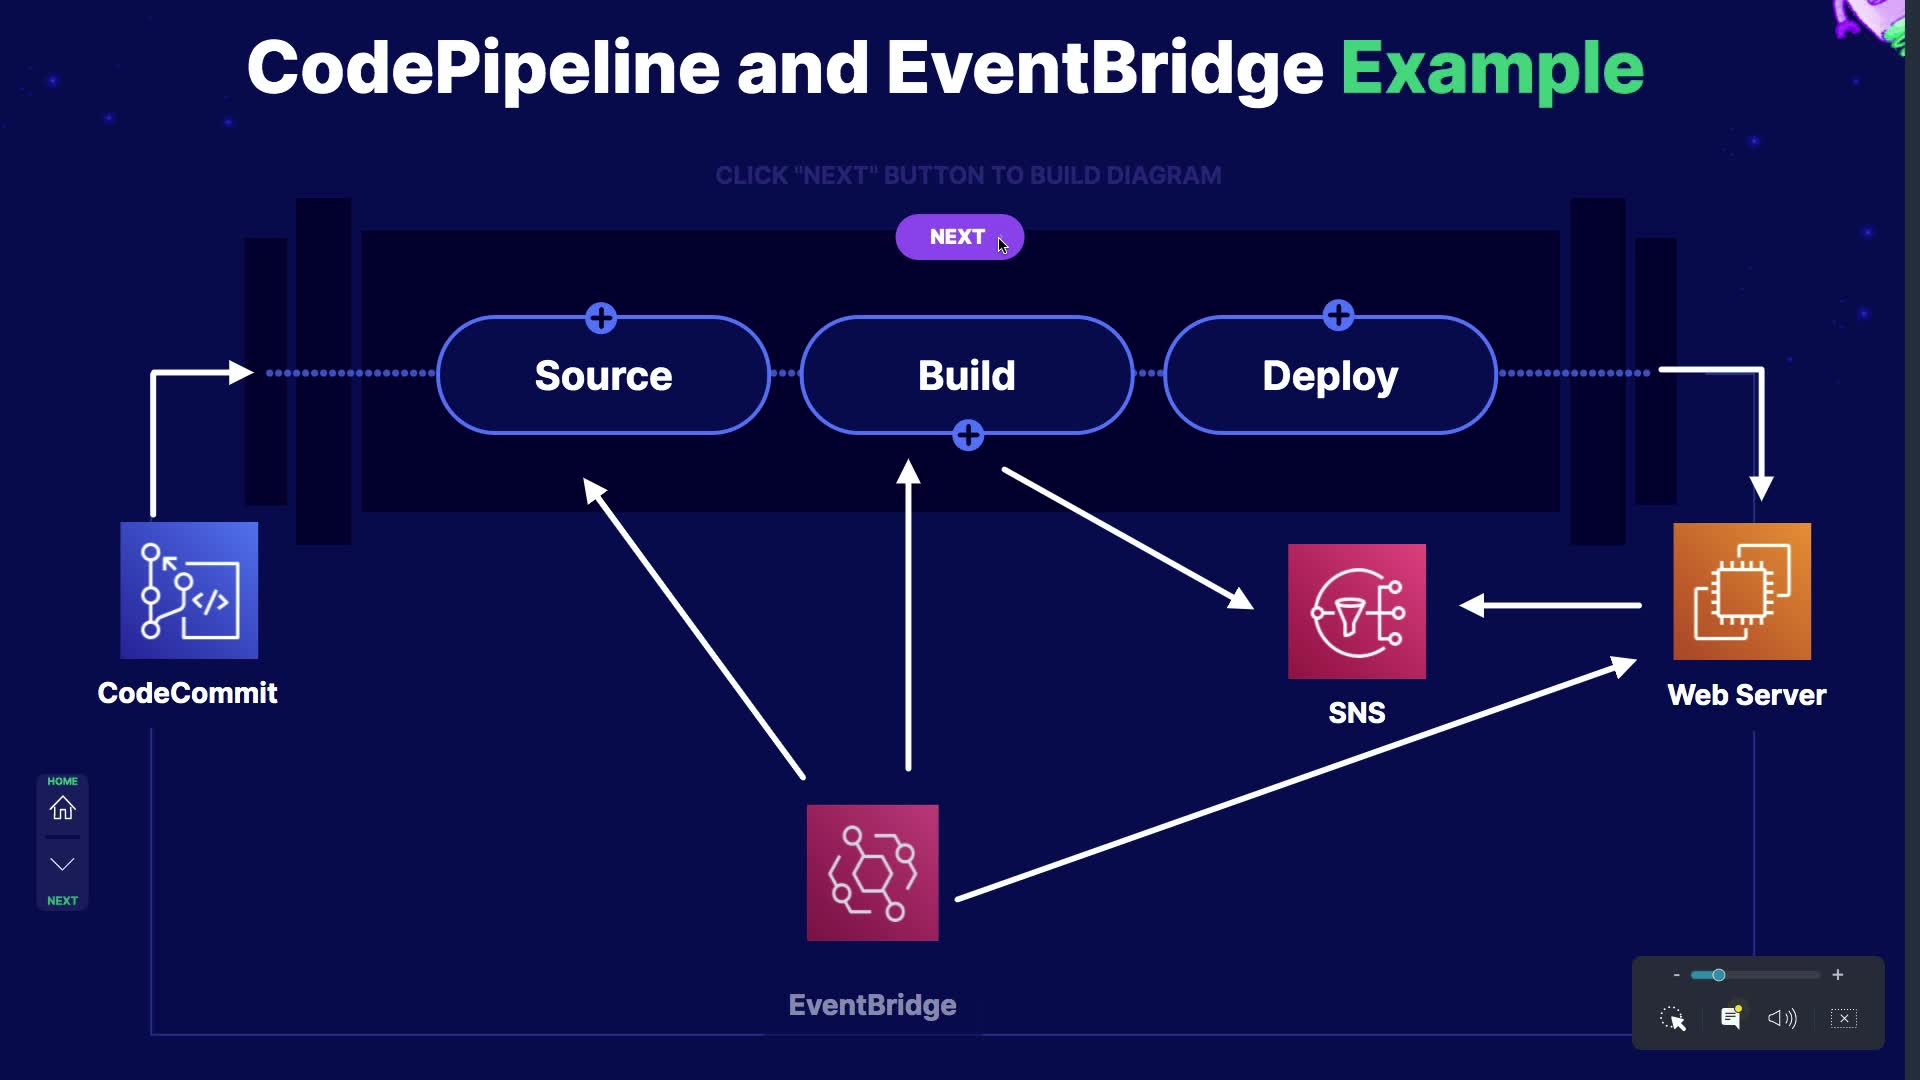 CodePipeline and EventBridge Example
CLICK "NEXT" BUTTON TO BUILD DIAGRAM
NEXT
Source
Build
Deploy
</>
CodeCommit
SNS
Web Server
HOME
NEXT
EventBridge